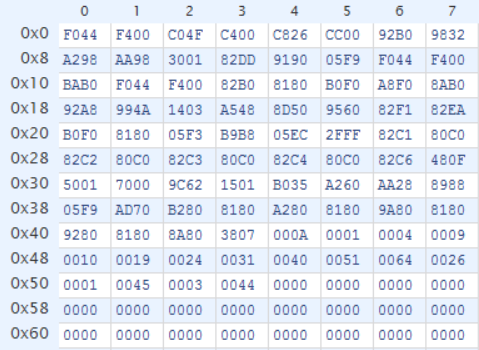 0 1 2 3 4 5 6 7
0x0 F044 F400 C04F C400 C826 CC00 92B0 9832
0x8 A298 AA98 3001 82DD 9190 05F9 F044 F400
0x10 BAB0 F044 F400 82B0 8180 B0F0 A8F0 8AB0
0x18 92A8 994A 1403 A548 8D50 9560 82F1 82EA
0x20 B0F0 8180 05F3 B9B8 05EC 2FFF 82C1 80C0
0x28 82C2 80C0 82C3 80C0 82C4 80C0 82C6 480F
0x30 5001 7000 9C62 1501 B035 A260 AA28 8988
0x38 05F9 AD70 B280 8180 A280 8180 9A80 8180
0x40 9280 8180 8A80 3807 000A 0001 0004 0009
0x48 0010 0019 0024 0031 0040 0051 0064 0026
0x50 0001 0045 0003 0044 0000 0000 0000 0000
0x58 0000 0000 0000 0000 0000 0000 0000 0000
0x60 0000 0000 0000 0000 0000 0000 0000 0000